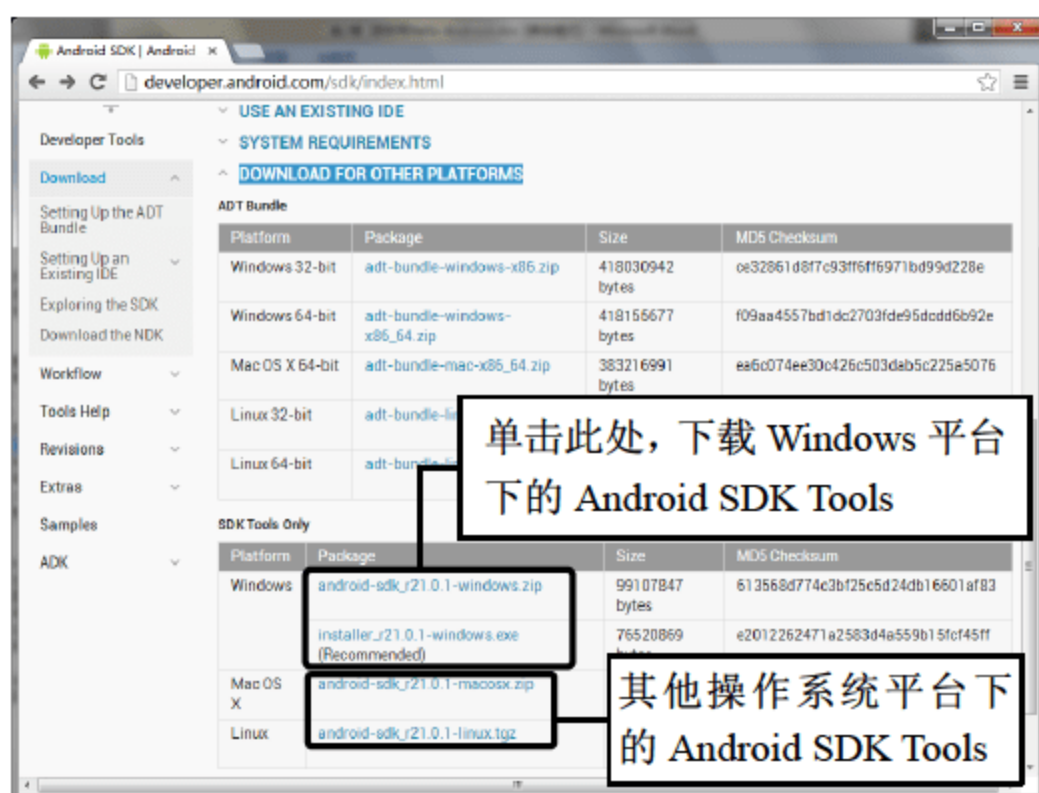 Android SDK | Android
developer.android.com/sdk/index.html
USE AN EXISTING IDE
Developer Tools
SYSTEM REQUIREMENTS
Download
DOWNLOAD FOR OTHER PLATFORMS
Setting Up the ADT
Bundle
Setting Up an
Existing IDE
Exploring the SDK
Download the NDK
Workflow
Tools Help
Revisions
Extras
Samples
ADK
ADT Bundle
Platform Package Size MD5 Checksum
Windows 32-bit adt-bundle-windows-x86.zip 418030942
bytes
ce32861d8f7c93ff6ff6971bd99d228e
Windows 64-bit adt-bundle-windows-
x86_64.zip
418155677
bytes
f09aa4557bd1dc2703fde95dcdd6b92e
Mac OS X 64-bit adt-bundle-mac-x86_64.zip 383216991
bytes
ea6c074ee30c426c503dab5c225a5076
Linux 32-bit
Linux 64-bit
单击此处，下载 Windows 平台
下的 Android SDK Tools
SDK Tools Only
Platform Package Size MD5 Checksum
Windows android-sdk_r21.0.1-windows.zip 99107847
bytes
613568d774c3bf25c5d24db16601af83
installer_r21.0.1-windows.exe
(Recommended)
76520869
e2012262471a2583d4a559b15fcf45ff
Mac OS
X
android-sdk_r21.0.1-macosx.zip
Linux android-sdk_r21.0.1-linux.tgz
其他操作系统平台下
的 Android SDK Tools